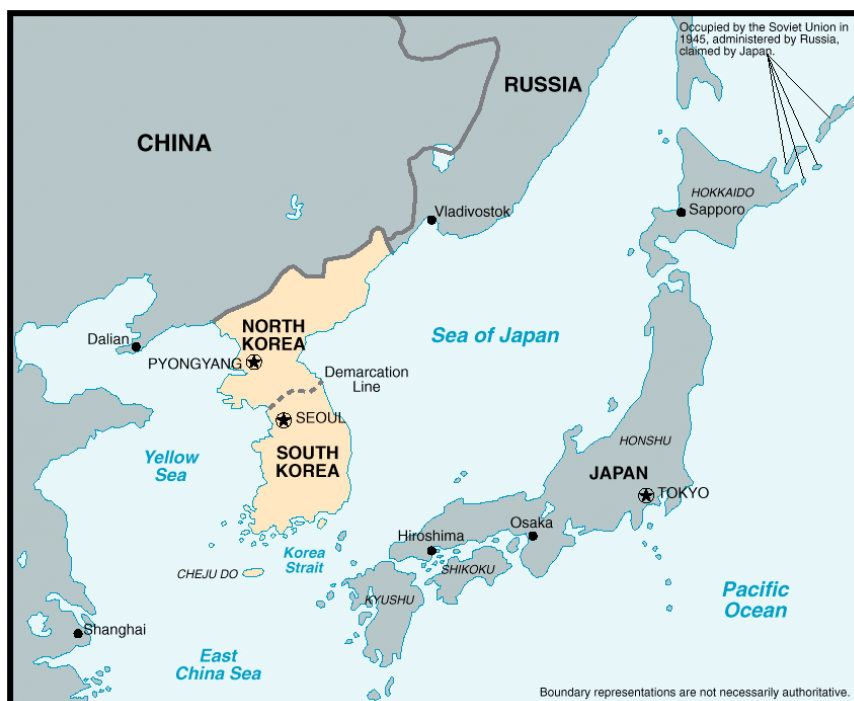 Occupied by the Soviet Union in
1945, administered by Russia,
claimed by Japan.
RUSSIA
CHINA
HOKKAIDO
Sapporo
Vladivostok
NORTH
KOREA
Sea of Japan
Dalian
PYONGYANG
Demarcation
Line
SEOUL
HONSHU
Yellow
Sea
SOUTH
KOREA
JAPAN
TOKYO
Osaka
Hiroshima
Korea
Strait
SHIKOKU
CHEJU DO
KYUSHU
Pacific
Ocean
Shanghai
East
China Sea
Boundary representations are not necessarily authoritative.